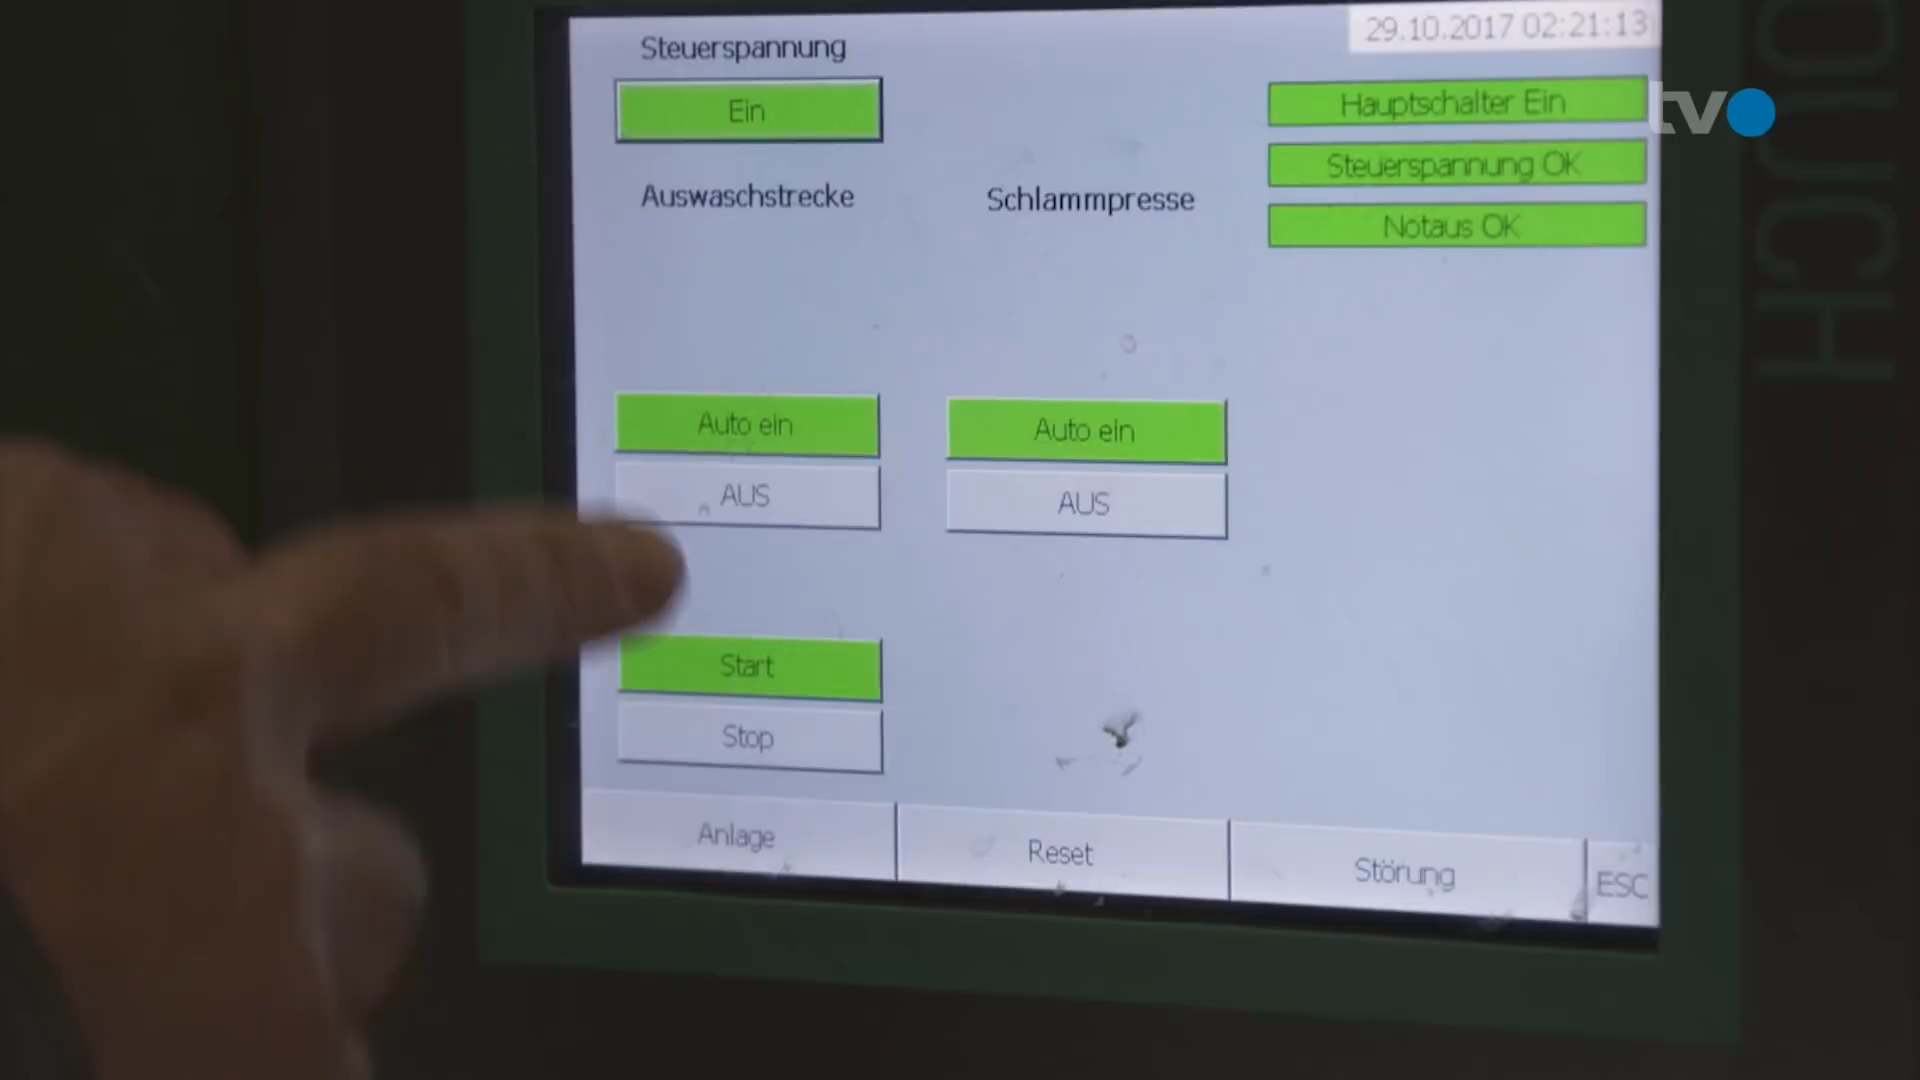 29.10.2017 02:21:13
Steuerspannung
Ein
Hauptschalter Ein
Steuerspannung OK
Notaus OK
tvo
Auswaschstrecke
Schlammpresse
Auto ein
Auto ein
AUS
AUS
Start
Stop
Anlage
Reset
Störung
ESC
OUCH